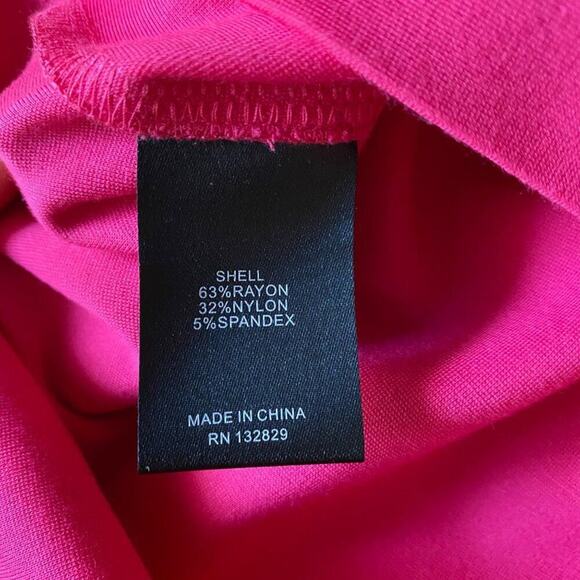 SHELL
63%RAYON
32%NYLON
5%SPANDEX
MADE IN CHINA
RN 132829